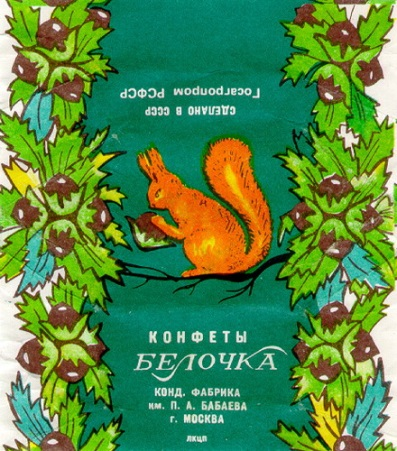 СДЕЛАНО В СССР
Госагропром РСФСР
КОНФЕТЫ
БЕЛОЧКА
КОНД. ФАБРИКА
им. П. А. БАБАЕВА
г. МОСКВА
ЛКЦП